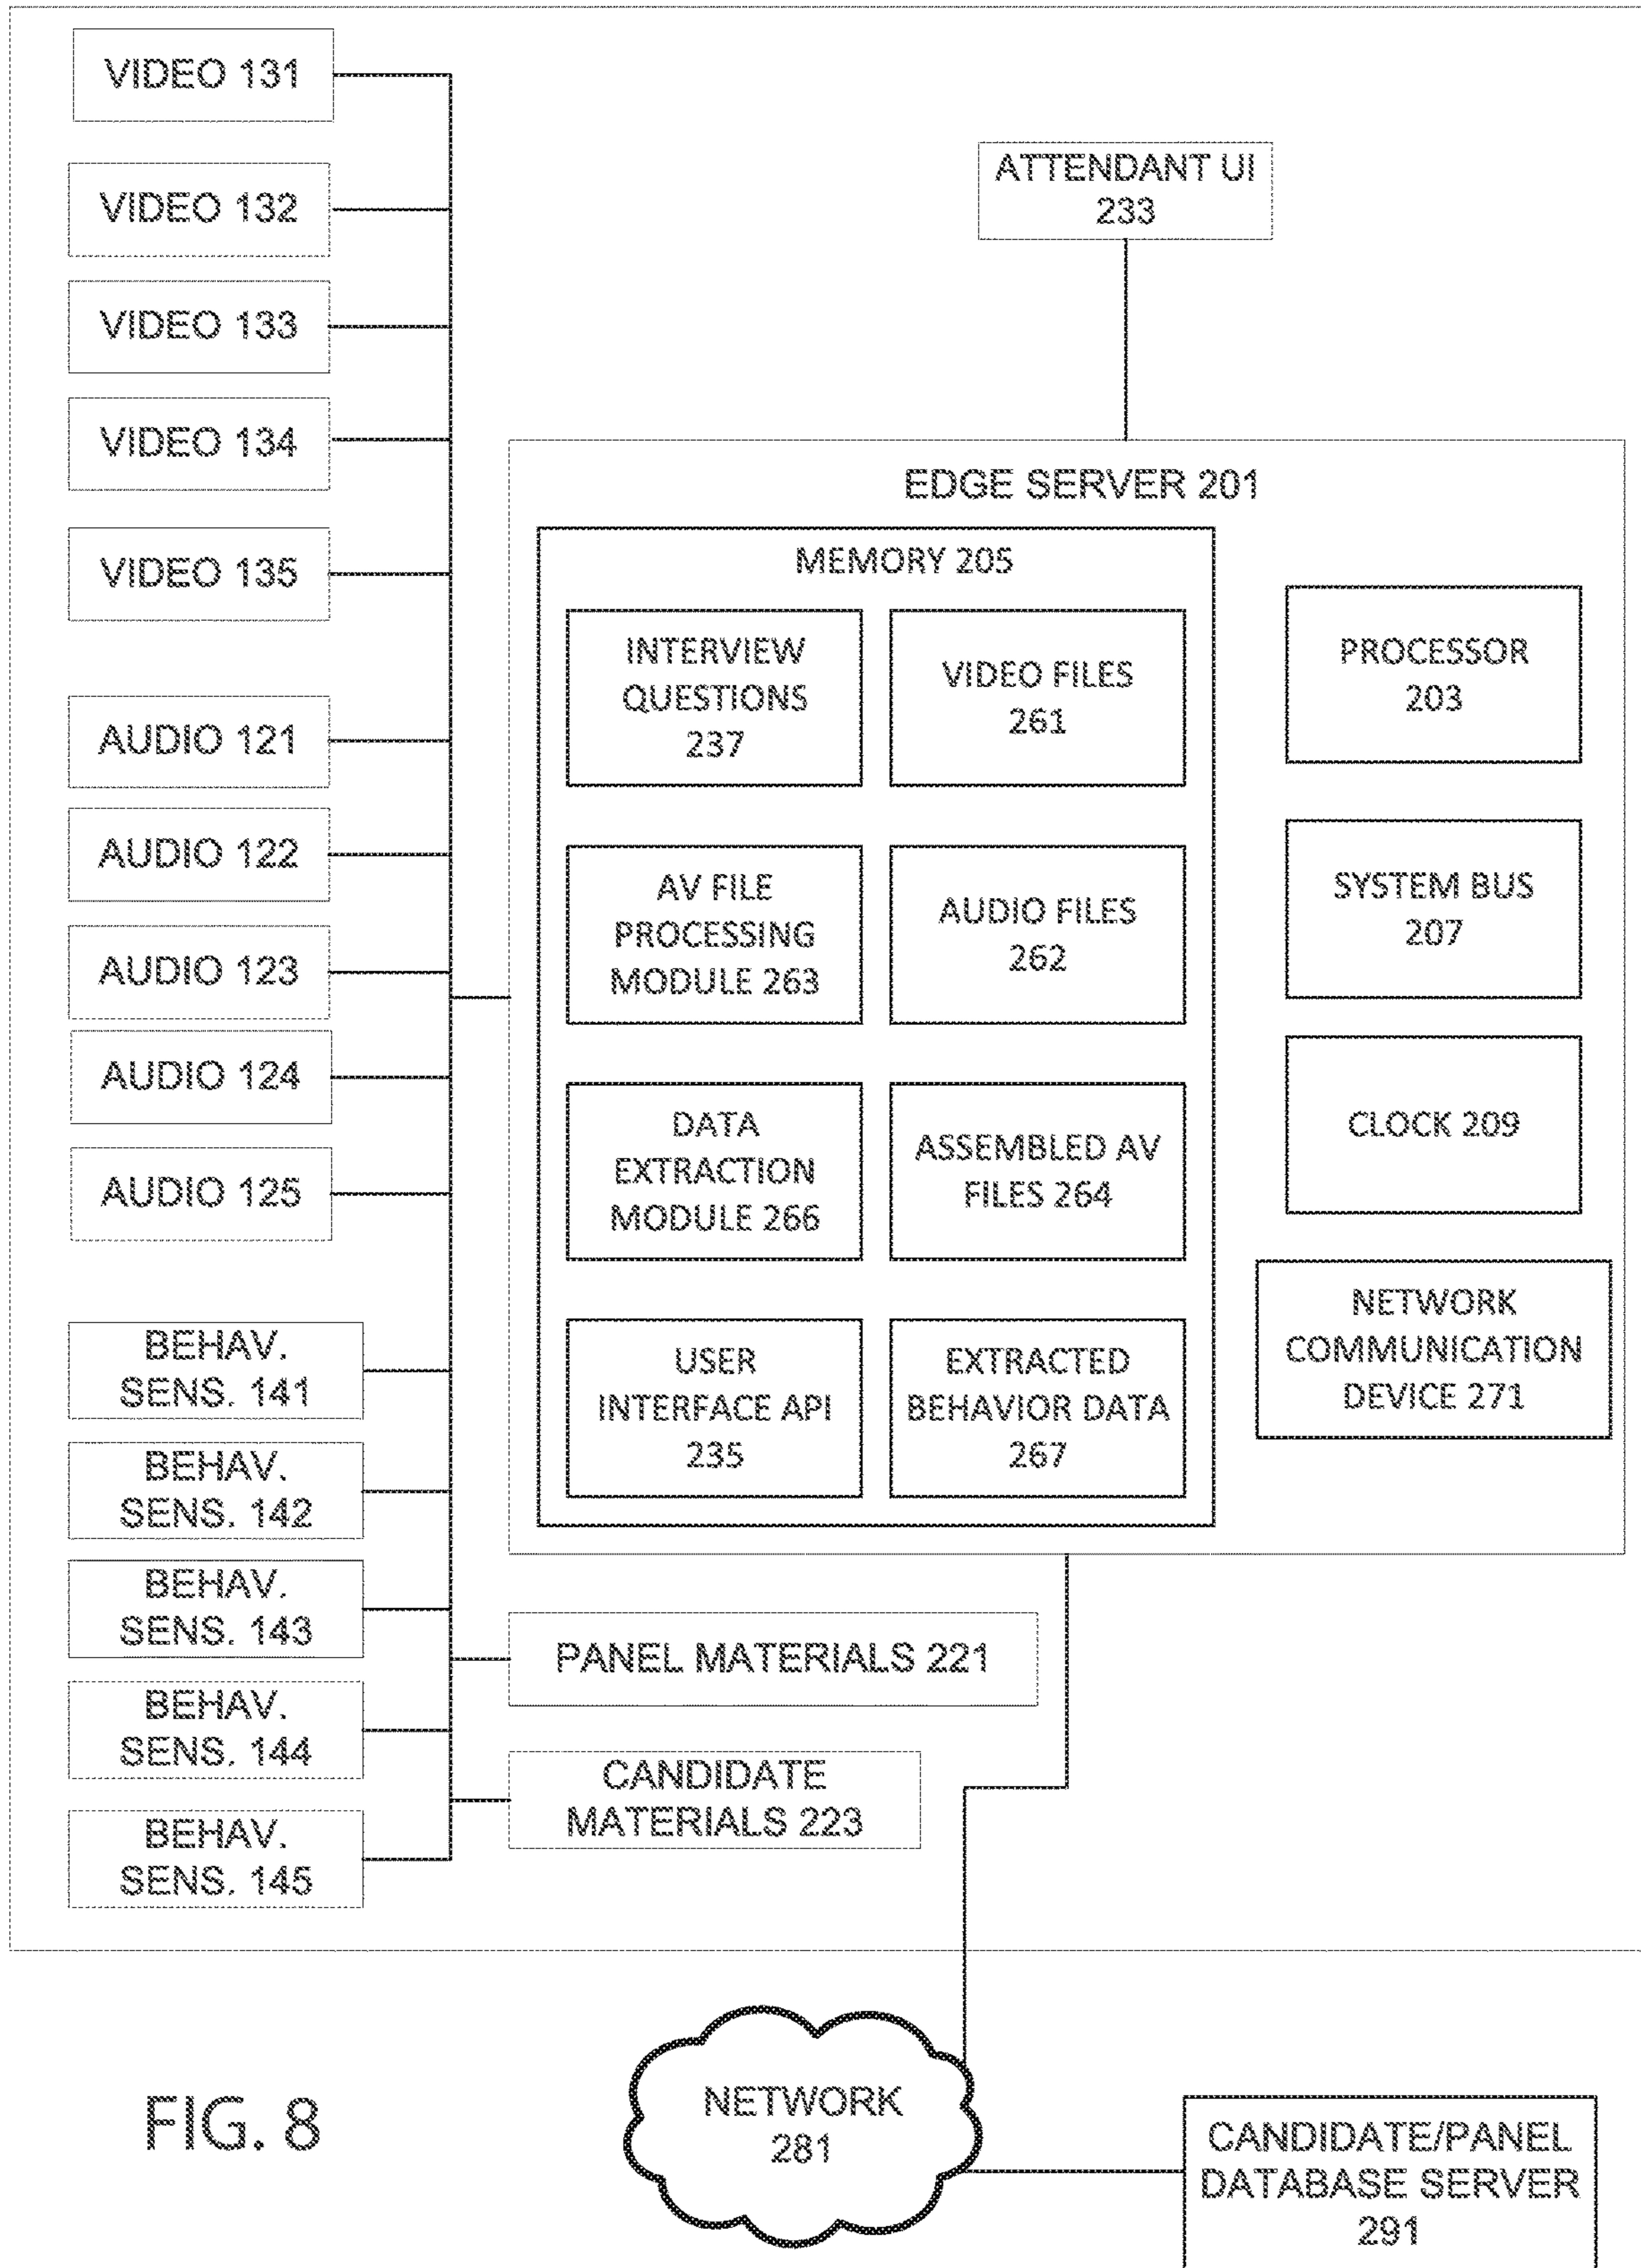 VIDEO 131
VIDEO 132
VIDEO 133
VIDEO 134
VIDEO 135
AUDIO 121
AUDIO 122
AUDIO 123
AUDIO 124
AUDIO 125
BEHAV.
SENS. 141
BEHAV.
SENS. 142
BEHAV.
SENS. 143
BEHAV.
SENS. 144
BEHAV.
SENS. 145
ATTENDANT UI
233
EDGE SERVER 201
MEMORY 205
INTERVIEW
QUESTIONS
237
VIDEO FILES
261
AV FILE
PROCESSING
MODULE 263
AUDIO FILES
262
DATA
EXTRACTION
MODULE 266
ASSEMBLED AV
FILES 264
USER
INTERFACE API
235
EXTRACTED
BEHAVIOR DATA
267
PROCESSOR
203
SYSTEM BUS
207
CLOCK 209
NETWORK
COMMUNICATION
DEVICE 271
PANEL MATERIALS 221
CANDIDATE
MATERIALS 223
NETWORK
281
CANDIDATE/PANEL
DATABASE SERVER
291
FIG. 8